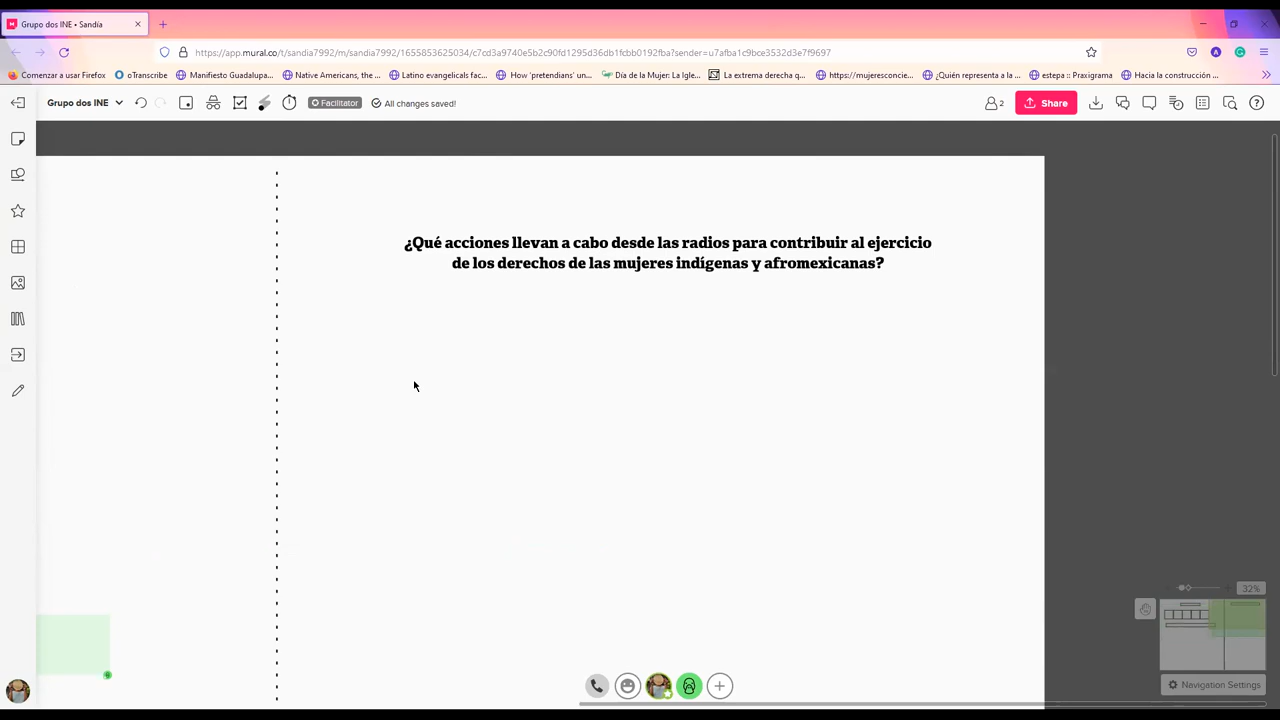 Grupo dos INE • Sandía
https://app.mural.co/t/sandia7992/m/sandia7992/1655853625034/c7cd3a9740e5b2c90fd1295d36db1fcbb0192fba?sender=u7afba1c9bce3532d3e7f9697
Comenzar a usar Firefox oTranscribe Manifiesto Guadalupa... Native Americans, the ... Latino evangelicals fac... How 'pretendians' un... Día de la Mujer: La Igle... La extrema derecha q... https://mujeresconcie... ¿Quién representa a la ... estepa :: Praxigrama Hacia la construcción ...
Grupo dos INE Facilitator All changes saved! 2 Share
¿Qué acciones llevan a cabo desde las radios para contribuir al ejercicio
de los derechos de las mujeres indígenas y afromexicanas?
32%
Navigation Settings